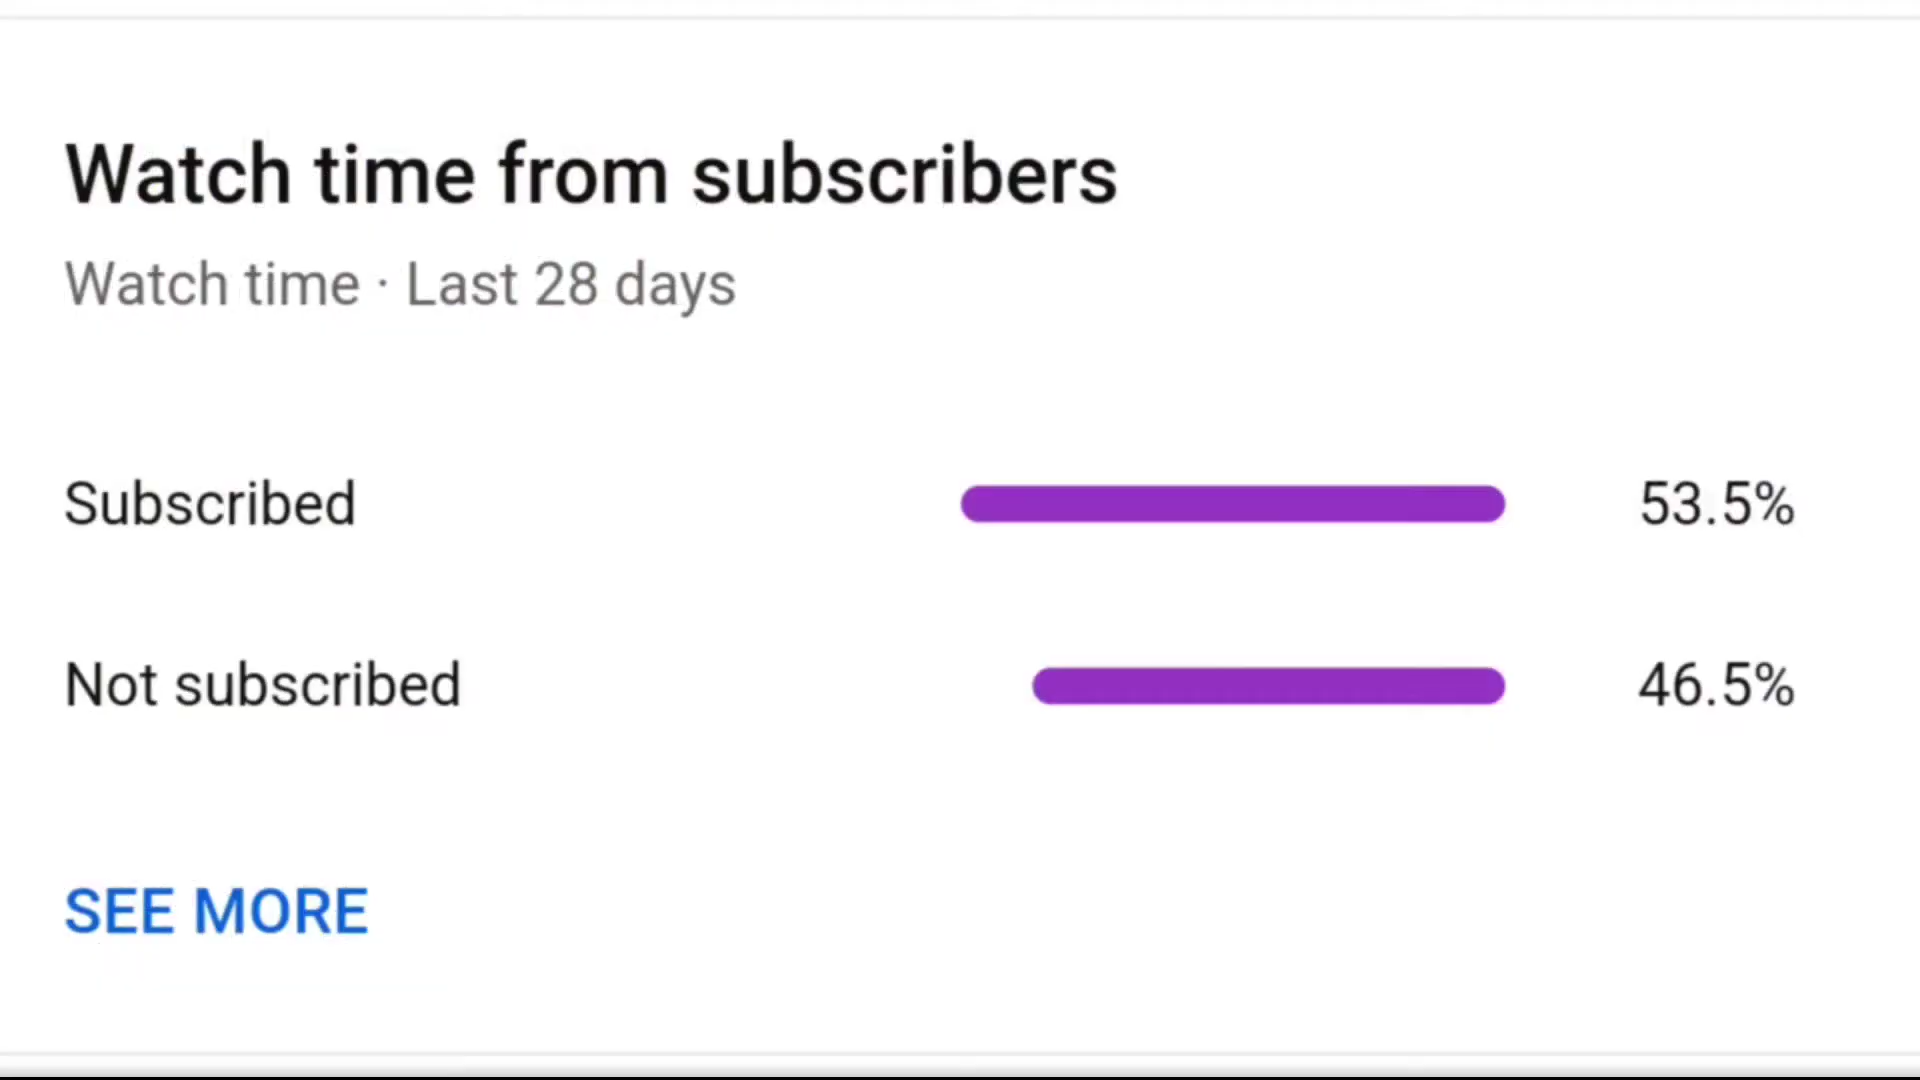 Watch time from subscribers
Watch time · Last 28 days
Subscribed 53.5%
Not subscribed 46.5%
SEE MORE